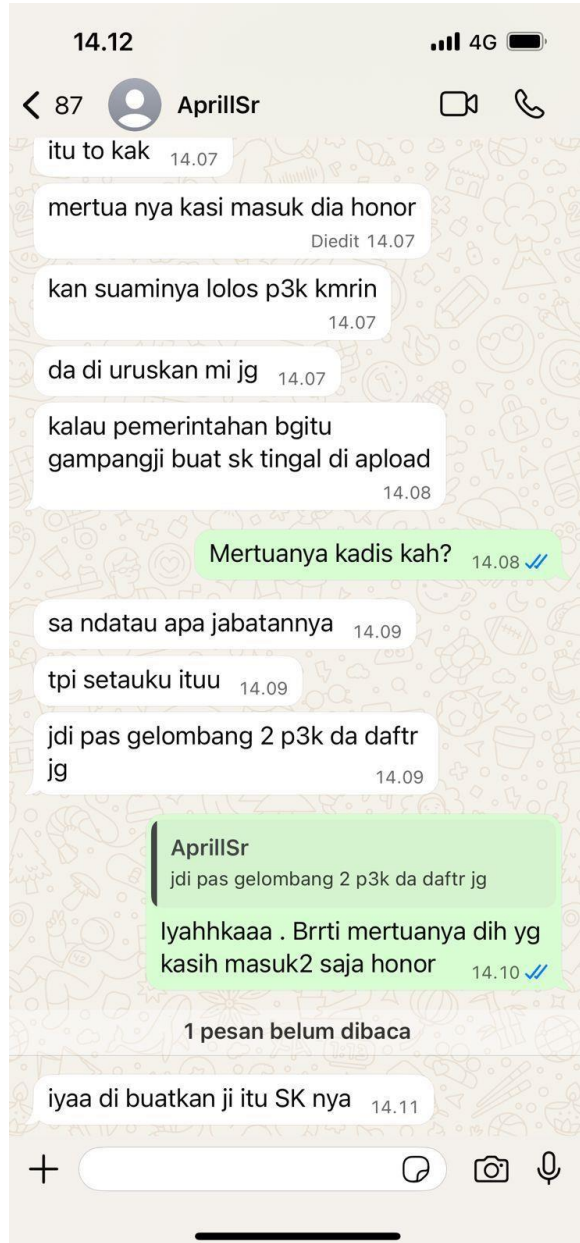 14.12
4G
87
AprillSr
itu to kak 14.07
mertua nya kasi masuk dia honor
Diedit 14.07
kan suaminya lolos p3k kmrin
14.07
da di uruskan mi jg 14.07
kalau pemerintahan bgitu
gampangji buat sk tingal di apload
14.08
Mertuanya kadis kah? 14.08
sa ndatau apa jabatannya 14.09
tpi setauku ituu 14.09
jdi pas gelombang 2 p3k da daftr
jg 14.09
AprillSr
jdi pas gelombang 2 p3k da daftr jg
Iyahhkaaa . Brrti mertuanya dih yg
kasih masuk2 saja honor 14.10
1 pesan belum dibaca
iyaa di buatkan ji itu SK nya 14.11